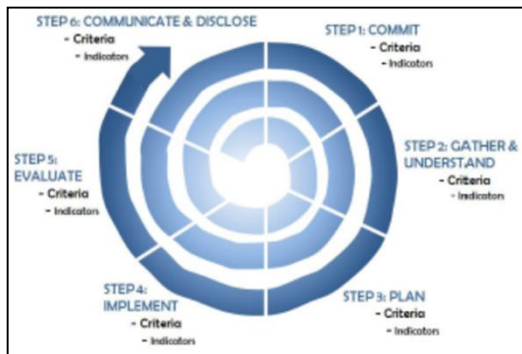 STEP 6: COMMUNICATE & DISCLOSE
- Criteria
- Indicators
STEP 1: COMMIT
- Criteria
- Indicators
STEP 2: GATHER &
UNDERSTAND
- Criteria
- Indicators
STEP 3: PLAN
- Criteria
- Indicators
STEP 4:
IMPLEMENT
- Criteria
- Indicators
STEP 5:
EVALUATE
- Criteria
- Indicators